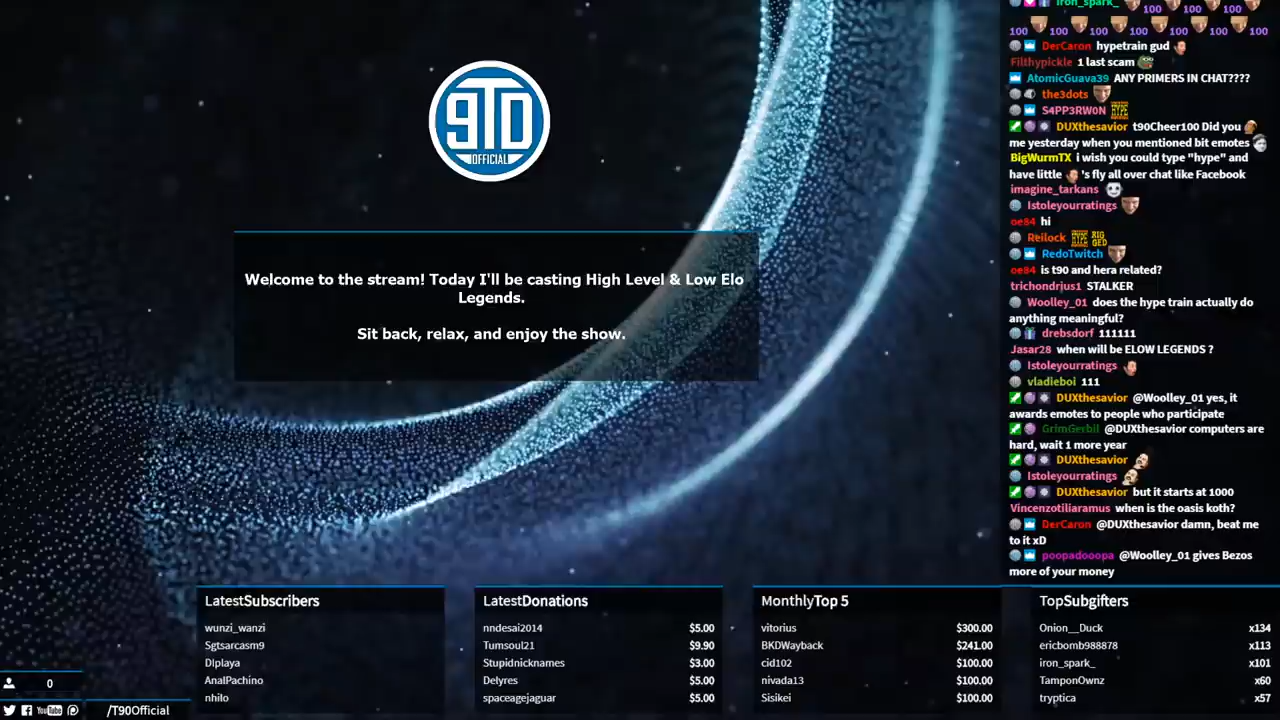 9TD
OFFICIAL
Welcome to the stream! Today I'll be casting High Level & Low Elo
Legends.
Sit back, relax, and enjoy the show.
iron_spark_ 100 100 100
100 100 100 100 100 100 100
DerCaron hypetrain gud
Filthypickle 1 last scam
AtomicGuava39 ANY PRIMERS IN CHAT????
the3dots
S4PP3RW0N HYPE
DUXthesavior t90Cheer100 Did you
me yesterday when you mentioned bit emotes
BigWurmTX i wish you could type "hype" and
have little 's fly all over chat like Facebook
imagine_tarkans
Istoleyourratings
oe84 hi
Reilock HYPE RIGGED
RedoTwitch
oe84 is t90 and hera related?
trichondrius1 STALKER
Woolley_01 does the hype train actually do
anything meaningful?
drebsdorf 111111
Jasar28 when will be ELOW LEGENDS ?
Istoleyourratings
vladieboi 111
DUXthesavior @Woolley_01 yes, it
awards emotes to people who participate
GrimGerbil @DUXthesavior computers are
hard, wait 1 more year
DUXthesavior
Istoleyourratings
DUXthesavior but it starts at 1000
Vincenzotiliaramus when is the oasis koth?
DerCaron @DUXthesavior damn, beat me
to it xD
poopadooopa @Woolley_01 gives Bezos
more of your money
LatestSubscribers
wunzi_wanzi
Sgtsarcasm9
Dlplaya
AnalPachino
nhilo
LatestDonations
nndesai2014 $5.00
Tumsoul21 $9.90
Stupidnicknames $3.00
Delyres $5.00
spaceagejaguar $5.00
MonthlyTop 5
vitorius $300.00
BKDWayback $241.00
cid102 $100.00
nivada13 $100.00
Sisikei $100.00
TopSubgifters
Onion__Duck x134
ericbomb988878 x113
iron_spark_ x101
TamponOwnz x60
tryptica x57
0
YouTube /T90Official